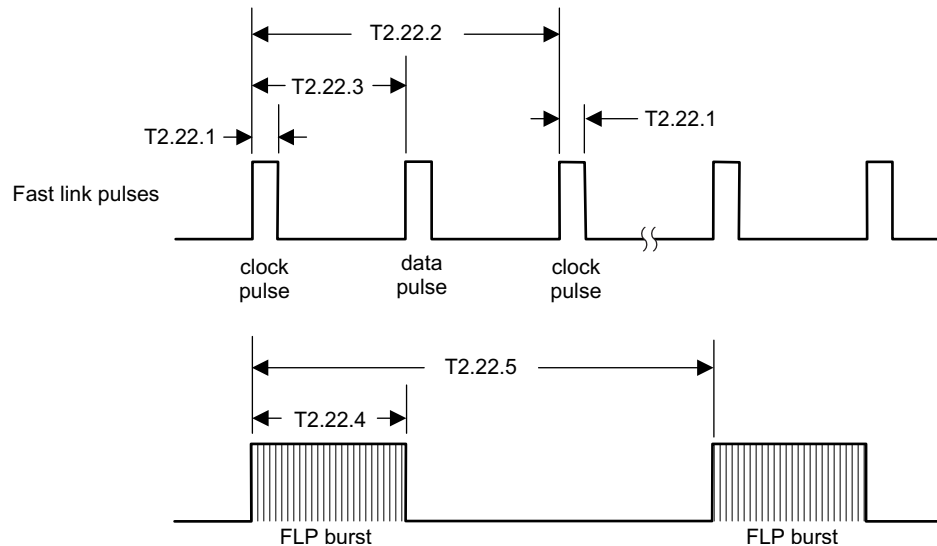 T2.22.2
T2.22.3
T2.22.1
T2.22.1
Fast link pulses
clock
pulse
data
pulse
clock
pulse
T2.22.5
T2.22.4
FLP burst
FLP burst